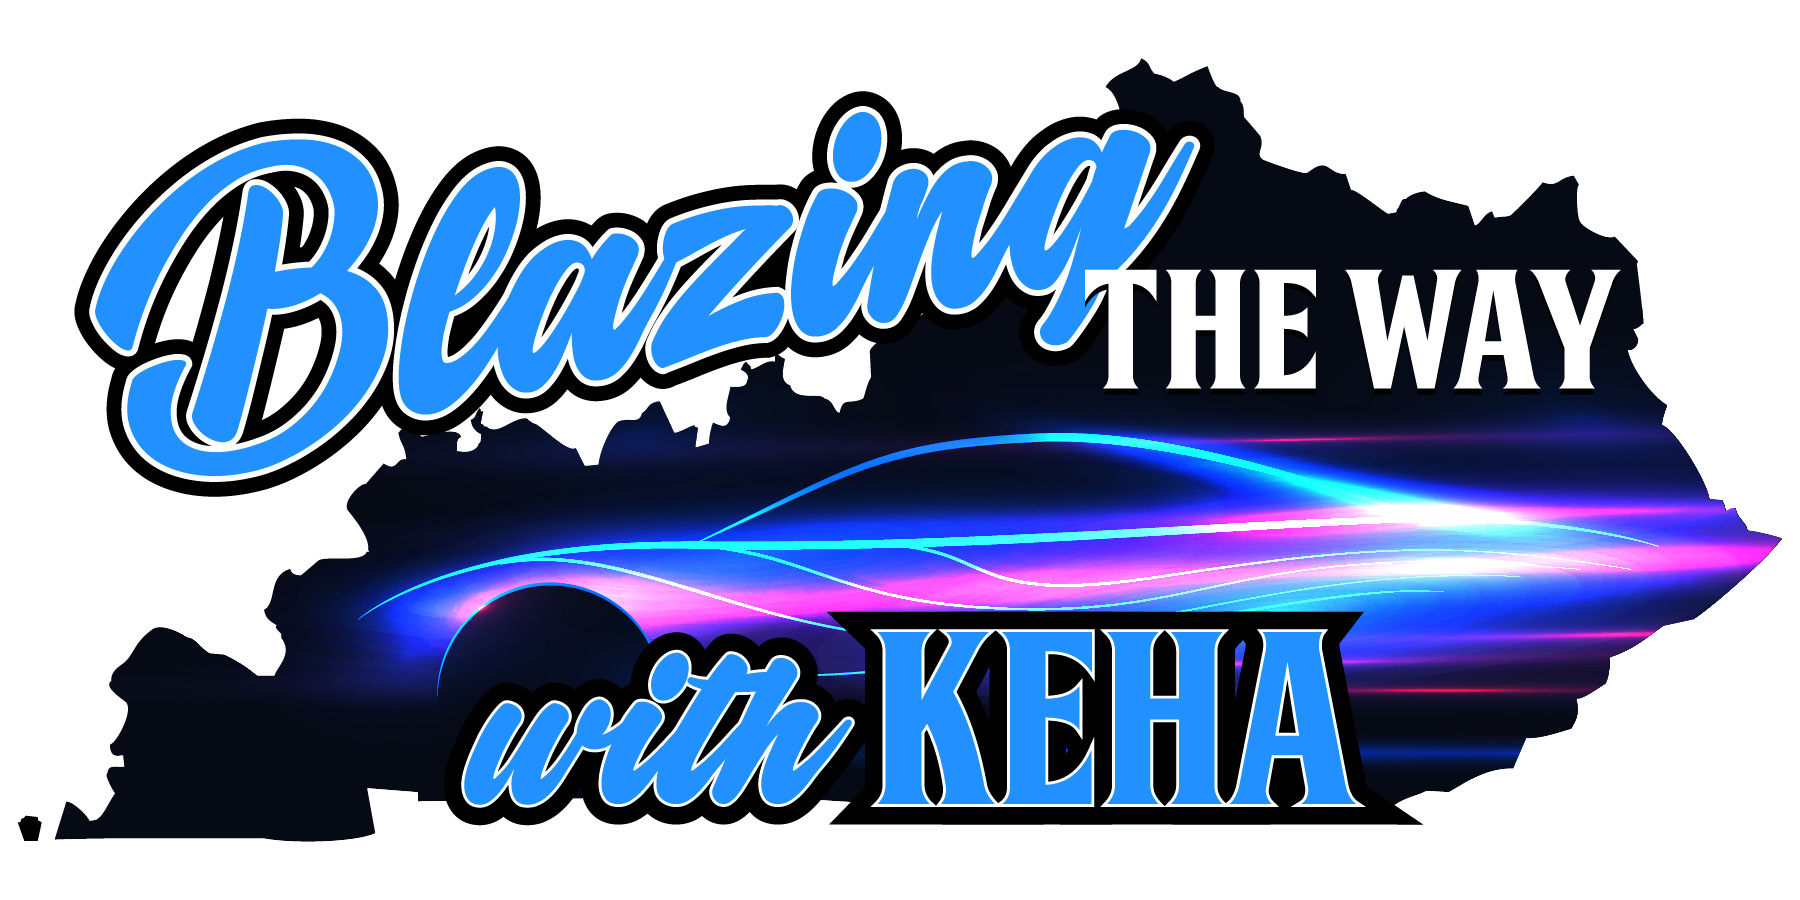 Blazing
THE WAY
with KEHA